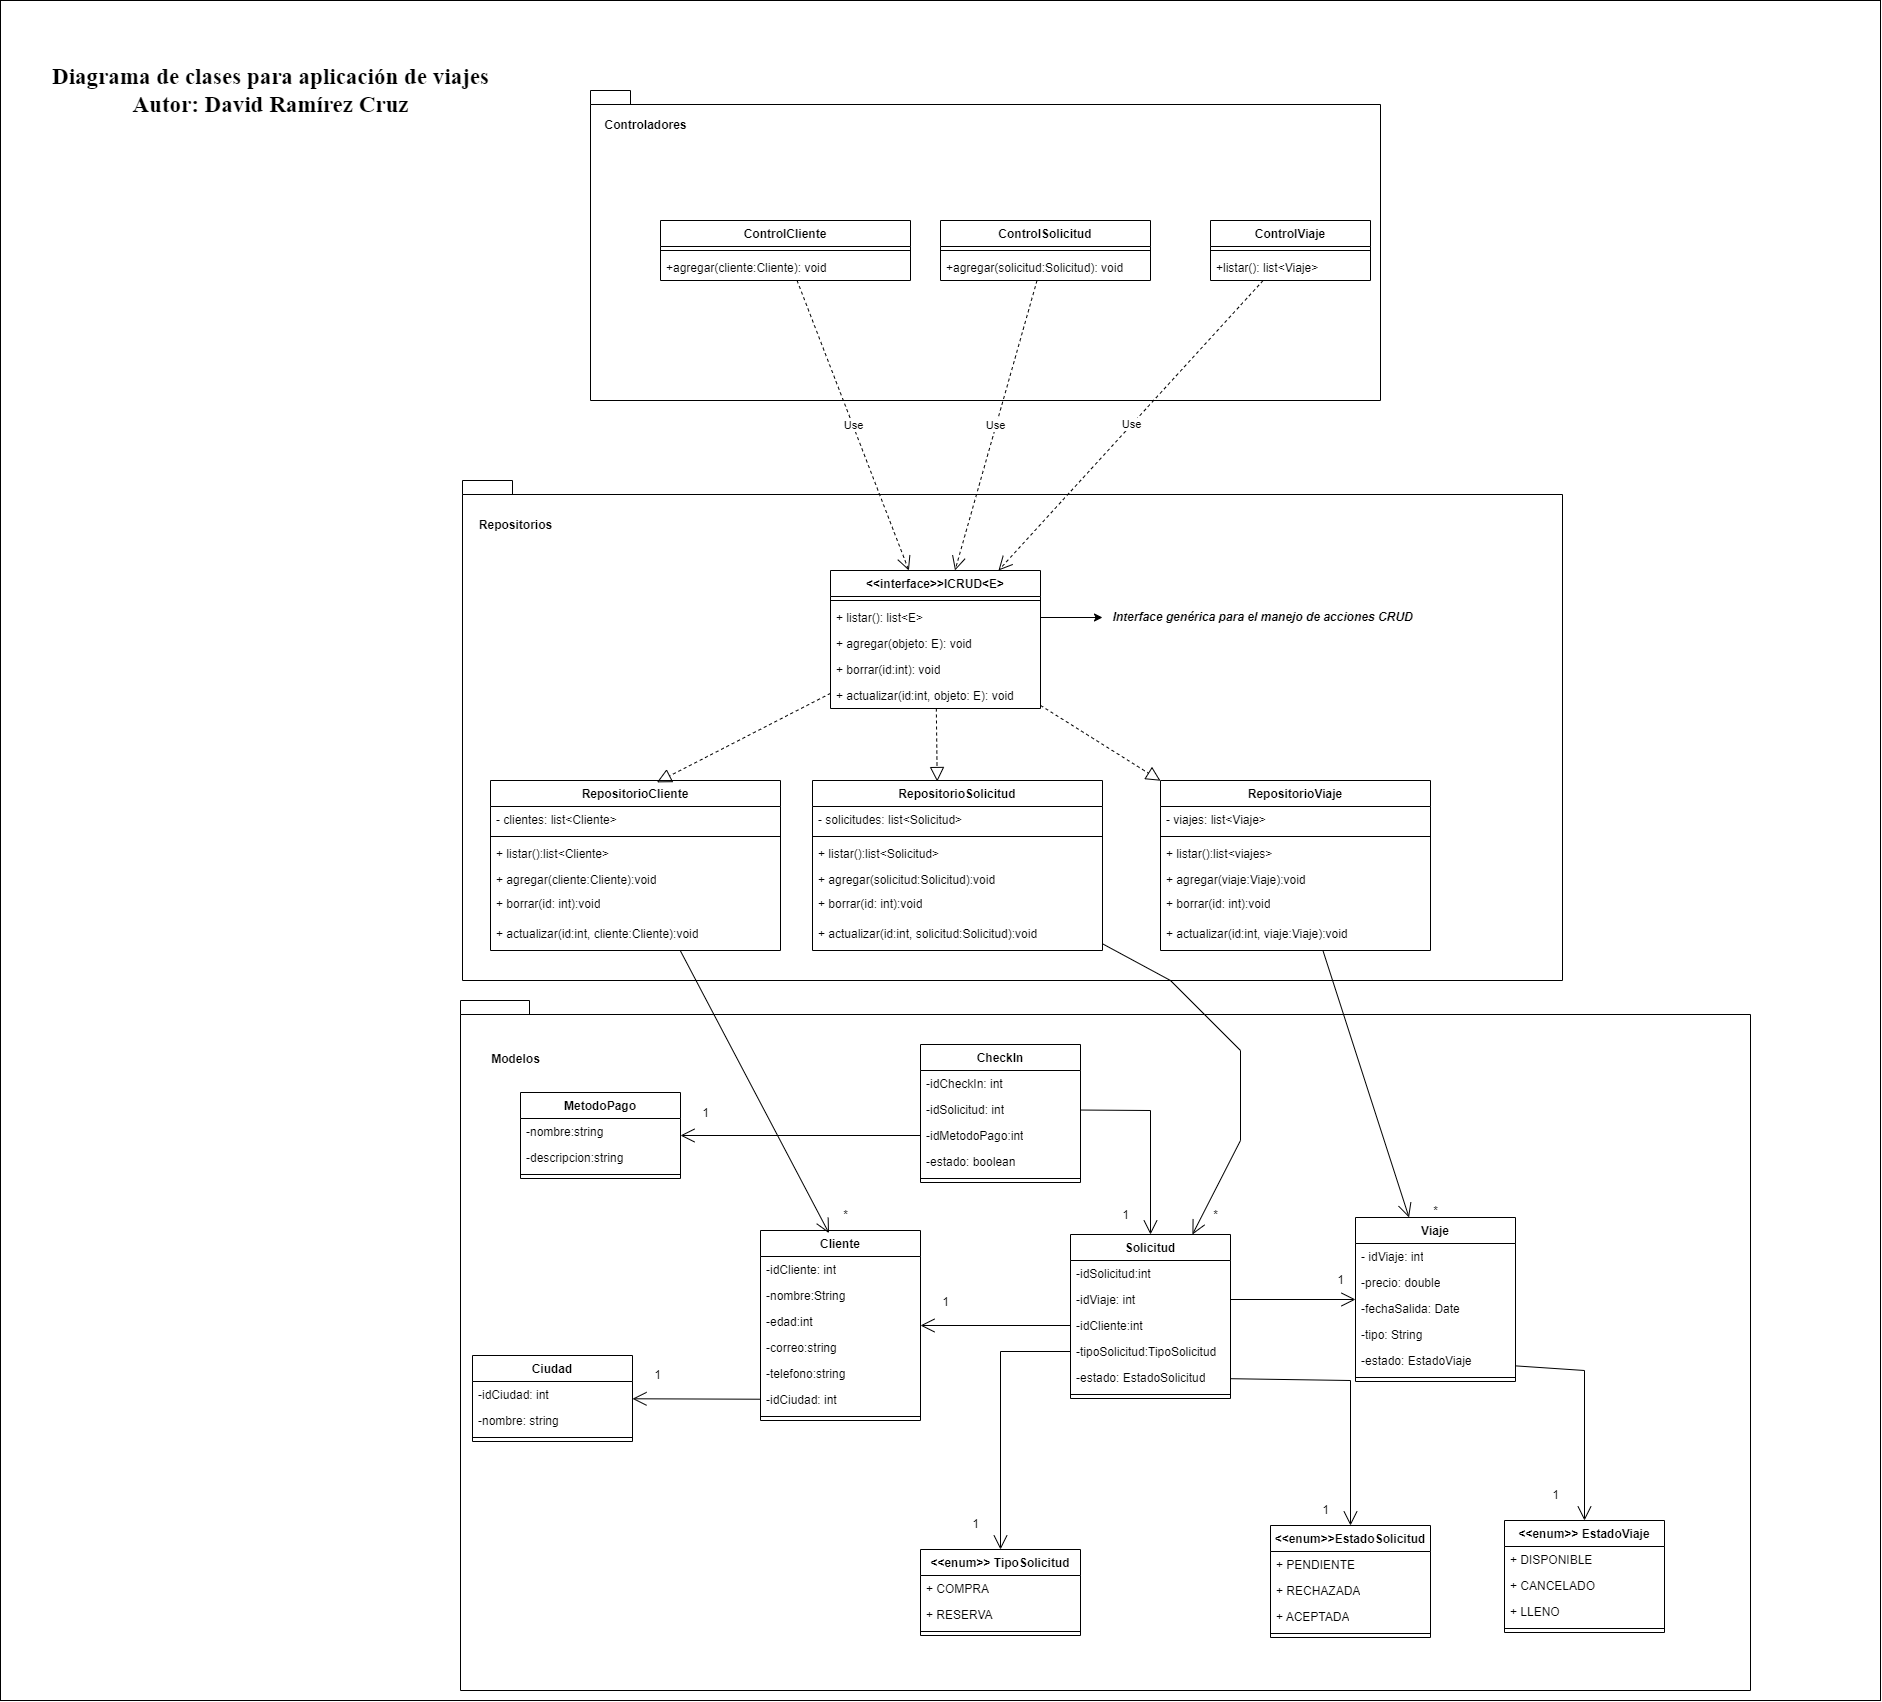 Diagrama de clases para aplicación de viajes
Autor: David Ramírez Cruz
Controladores
ControlCliente
+agregar(cliente:Cliente): void
ControlSolicitud
+agregar(solicitud:Solicitud): void
ControlViaje
+listar(): list<Viaje>
Use
Use
Use
Repositorios
<<interface>>ICRUD<E>
+ listar(): list<E>
+ agregar(objeto: E): void
+ borrar(id:int): void
+ actualizar(id:int, objeto: E): void
Interface genérica para el manejo de acciones CRUD
RepositorioCliente
- clientes: list<Cliente>
+ listar():list<Cliente>
+ agregar(cliente:Cliente):void
+ borrar(id: int):void
+ actualizar(id:int, cliente:Cliente):void
RepositorioSolicitud
- solicitudes: list<Solicitud>
+ listar():list<Solicitud>
+ agregar(solicitud:Solicitud):void
+ borrar(id: int):void
+ actualizar(id:int, solicitud:Solicitud):void
RepositorioViaje
- viajes: list<Viaje>
+ listar():list<viajes>
+ agregar(viaje:Viaje):void
+ borrar(id: int):void
+ actualizar(id:int, viaje:Viaje):void
Modelos
CheckIn
-idCheckIn: int
-idSolicitud: int
-idMetodoPago:int
-estado: boolean
MetodoPago
-nombre:string
-descripcion:string
1
*
1
*
*
Cliente
-idCliente: int
-nombre:String
-edad:int
-correo:string
-telefono:string
-idCiudad: int
1
Solicitud
-idSolicitud:int
-idViaje: int
-idCliente:int
-tipoSolicitud:TipoSolicitud
-estado: EstadoSolicitud
1
Viaje
- idViaje: int
-precio: double
-fechaSalida: Date
-tipo: String
-estado: EstadoViaje
Ciudad
-idCiudad: int
-nombre: string
1
1
1
1
<<enum>> TipoSolicitud
+ COMPRA
+ RESERVA
<<enum>>EstadoSolicitud
+ PENDIENTE
+ RECHAZADA
+ ACEPTADA
<<enum>> EstadoViaje
+ DISPONIBLE
+ CANCELADO
+ LLENO